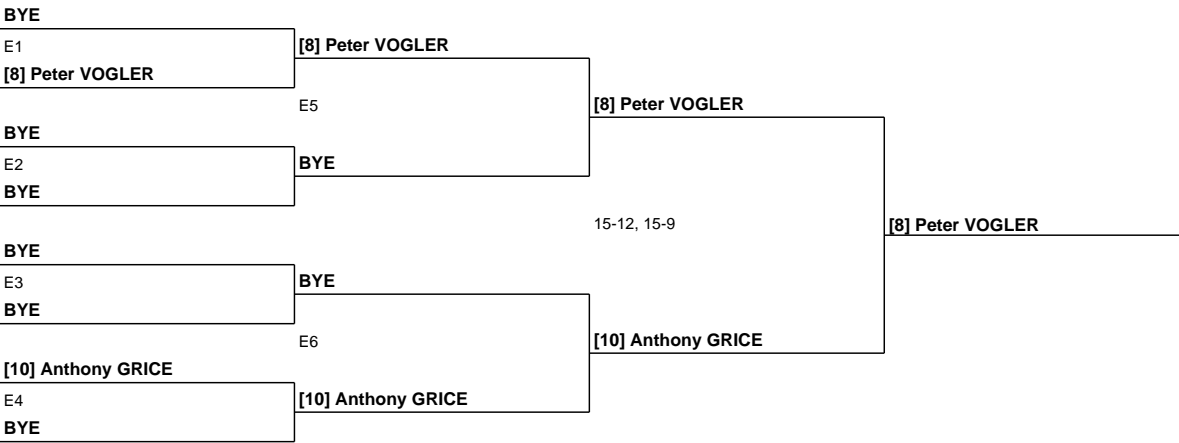 BYE
E1
[8] Peter VOGLER
[8] Peter VOGLER
E5
[8] Peter VOGLER
BYE
E2
BYE
BYE
15-12, 15-9
[8] Peter VOGLER
BYE
E3
BYE
BYE
E6
[10] Anthony GRICE
[10] Anthony GRICE
E4
[10] Anthony GRICE
BYE